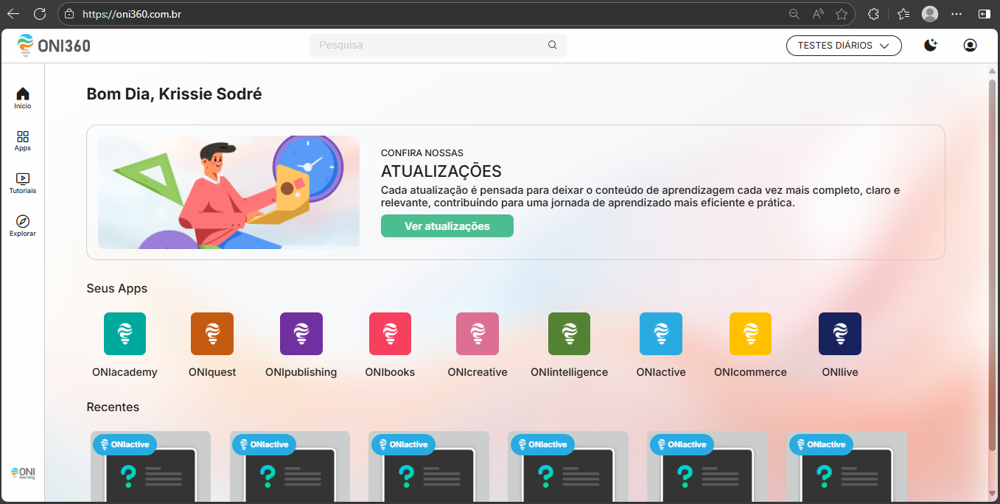 https://oni360.com.br
ONI360
Pesquisa
TESTES DIÁRIOS
Início
Apps
Tutoriais
Explorar
ONI
learning
Bom Dia, Krissie Sodré
CONFIRA NOSSAS
ATUALIZAÇÕES
Cada atualização é pensada para deixar o conteúdo de aprendizagem cada vez mais completo, claro e
relevante, contribuindo para uma jornada de aprendizado mais eficiente e prática.
Ver atualizações
Seus Apps
ONIacademy ONIquest ONIpublishing ONIbooks ONIcreative ONIintelligence ONIactive ONIcommerce ONIlive
Recentes
ONIactive ONIactive ONIactive ONIactive ONIactive ONIactive
? ? ? ? ? ?